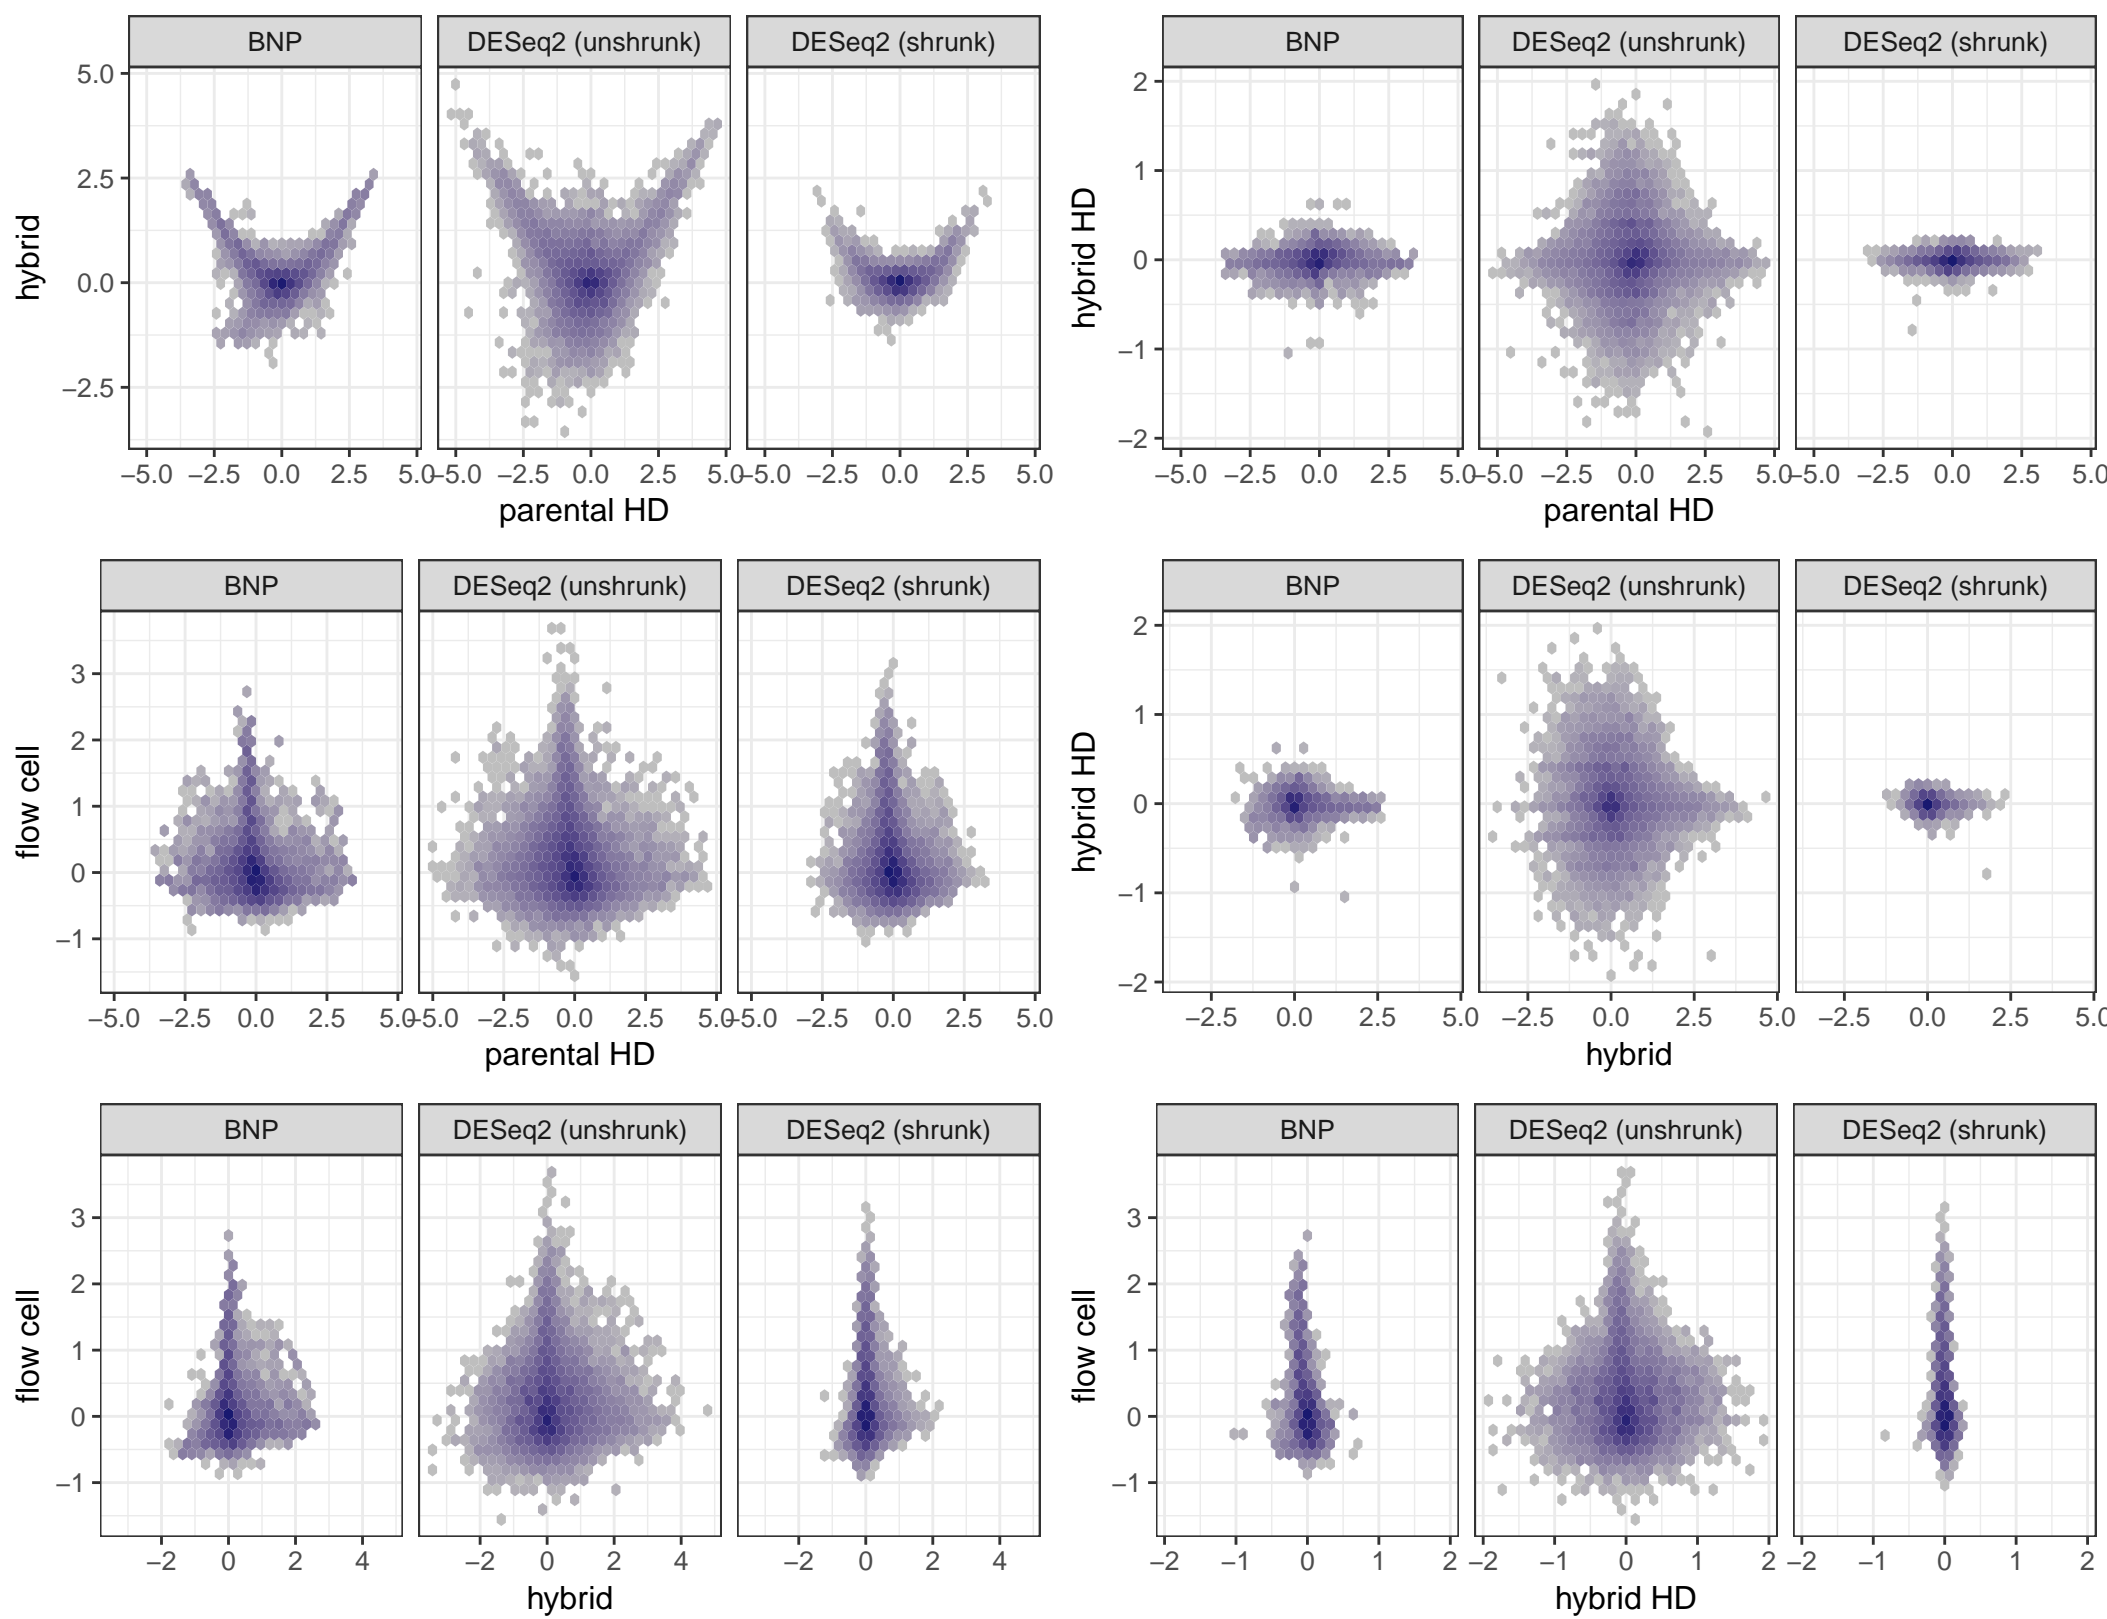 BNP DESeq2 (unshrunk) DESeq2 (shrunk)
5.0
2.5
0.0
−2.5
hybrid
−5.0 −2.5 0.0 2.5 5.0 −5.0 −2.5 0.0 2.5 5.0 −5.0 −2.5 0.0 2.5 5.0
parental HD
BNP DESeq2 (unshrunk) DESeq2 (shrunk)
2
1
0
−1
−2
hybrid HD
−5.0 −2.5 0.0 2.5 5.0 −5.0 −2.5 0.0 2.5 5.0 −5.0 −2.5 0.0 2.5 5.0
parental HD
BNP DESeq2 (unshrunk) DESeq2 (shrunk)
3
2
1
0
−1
flow cell
−5.0 −2.5 0.0 2.5 5.0 −5.0 −2.5 0.0 2.5 5.0 −5.0 −2.5 0.0 2.5 5.0
parental HD
BNP DESeq2 (unshrunk) DESeq2 (shrunk)
2
1
0
−1
−2
hybrid HD
−2.5 0.0 2.5 5.0 −2.5 0.0 2.5 5.0 −2.5 0.0 2.5 5.0
hybrid
BNP DESeq2 (unshrunk) DESeq2 (shrunk)
3
2
1
0
−1
flow cell
−2 0 2 4 −2 0 2 4 −2 0 2 4
hybrid
BNP DESeq2 (unshrunk) DESeq2 (shrunk)
3
2
1
0
−1
flow cell
−2 −1 0 1 2 −2 −1 0 1 2 −2 −1 0 1 2
hybrid HD